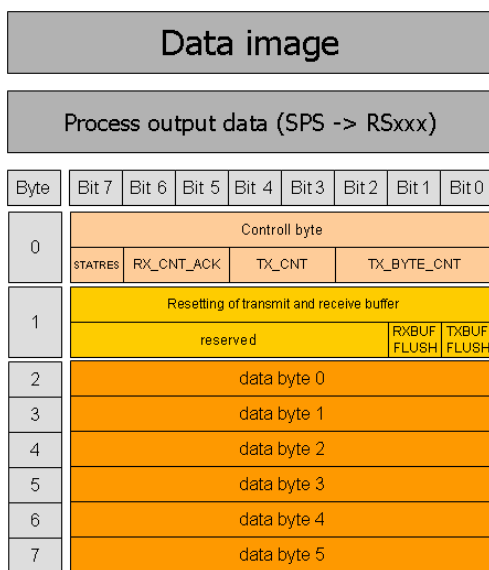 Data image
Process output data (SPS -> RSxxx)
Byte Bit 7 Bit 6 Bit 5 Bit 4 Bit 3 Bit 2 Bit 1 Bit 0
0
Controll byte
STATRES RX_CNT_ACK TX_CNT TX_BYTE_CNT
1
Resetting of transmit and receive buffer
reserved RXBUF FLUSH TXBUF FLUSH
2 data byte 0
3 data byte 1
4 data byte 2
5 data byte 3
6 data byte 4
7 data byte 5